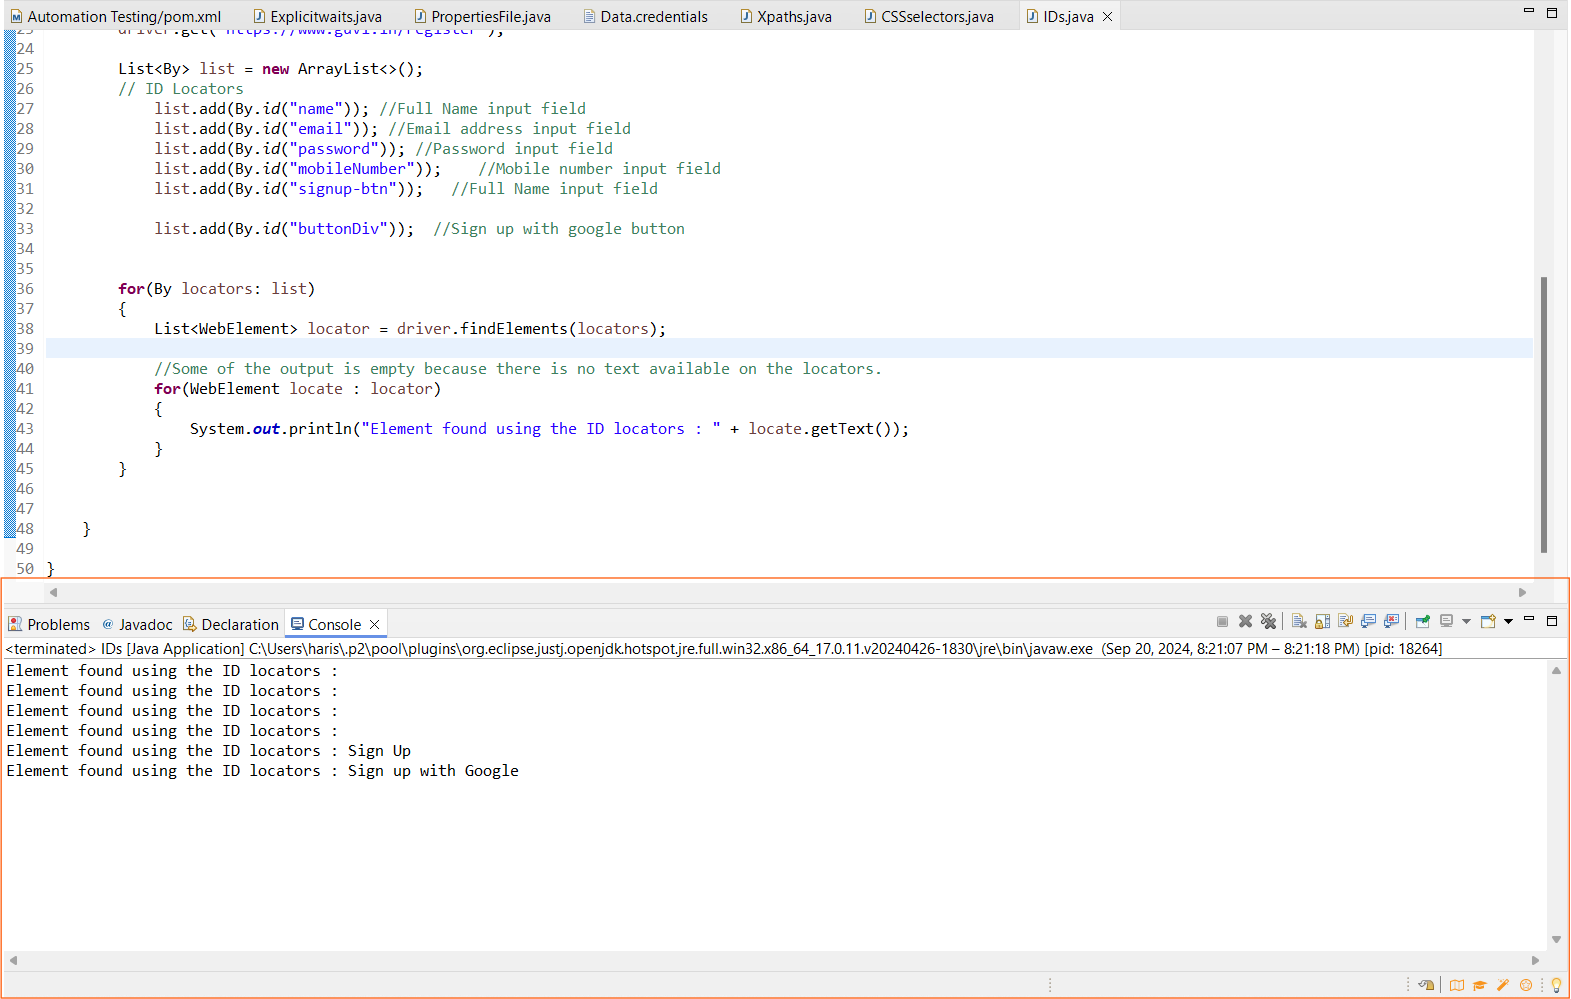 Automation Testing/pom.xml Explicitwaits.java PropertiesFile.java Data.credentials Xpaths.java CSSselectors.java IDs.java
23 driver.get("https://www.guvi.in/register");
24
25 List<By> list = new ArrayList<>();
26 // ID Locators
27 list.add(By.id("name")); //Full Name input field
28 list.add(By.id("email")); //Email address input field
29 list.add(By.id("password")); //Password input field
30 list.add(By.id("mobileNumber")); //Mobile number input field
31 list.add(By.id("signup-btn")); //Full Name input field
32
33 list.add(By.id("buttonDiv")); //Sign up with google button
34
35
36 for(By locators: list)
37 {
38 List<WebElement> locator = driver.findElements(locators);
39
40 //Some of the output is empty because there is no text available on the locators.
41 for(WebElement locate : locator)
42 {
43 System.out.println("Element found using the ID locators : " + locate.getText());
44 }
45 }
46
47
48 }
49
50 }
Problems Javadoc Declaration Console
<terminated> IDs [Java Application] C:\Users\haris\.p2\pool\plugins\org.eclipse.justj.openjdk.hotspot.jre.full.win32.x86_64_17.0.11.v20240426-1830\jre\bin\javaw.exe (Sep 20, 2024, 8:21:07 PM – 8:21:18 PM) [pid: 18264]
Element found using the ID locators :
Element found using the ID locators :
Element found using the ID locators :
Element found using the ID locators :
Element found using the ID locators : Sign Up
Element found using the ID locators : Sign up with Google